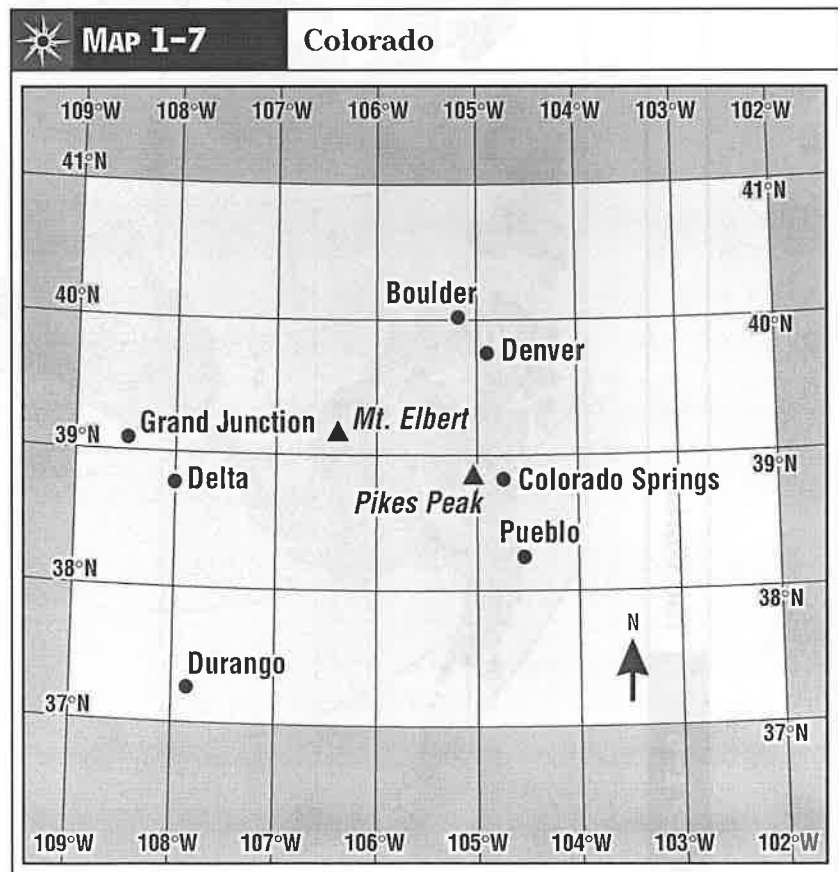 MAP 1–7 Colorado
109°W 108°W 107°W 106°W 105°W 104°W 103°W 102°W
41°N
41°N
Boulder
40°N
40°N
Denver
Grand Junction
Mt. Elbert
39°N
39°N
Delta
Colorado Springs
Pikes Peak
Pueblo
38°N
38°N
N
Durango
37°N
37°N
109°W 108°W 107°W 106°W 105°W 104°W 103°W 102°W